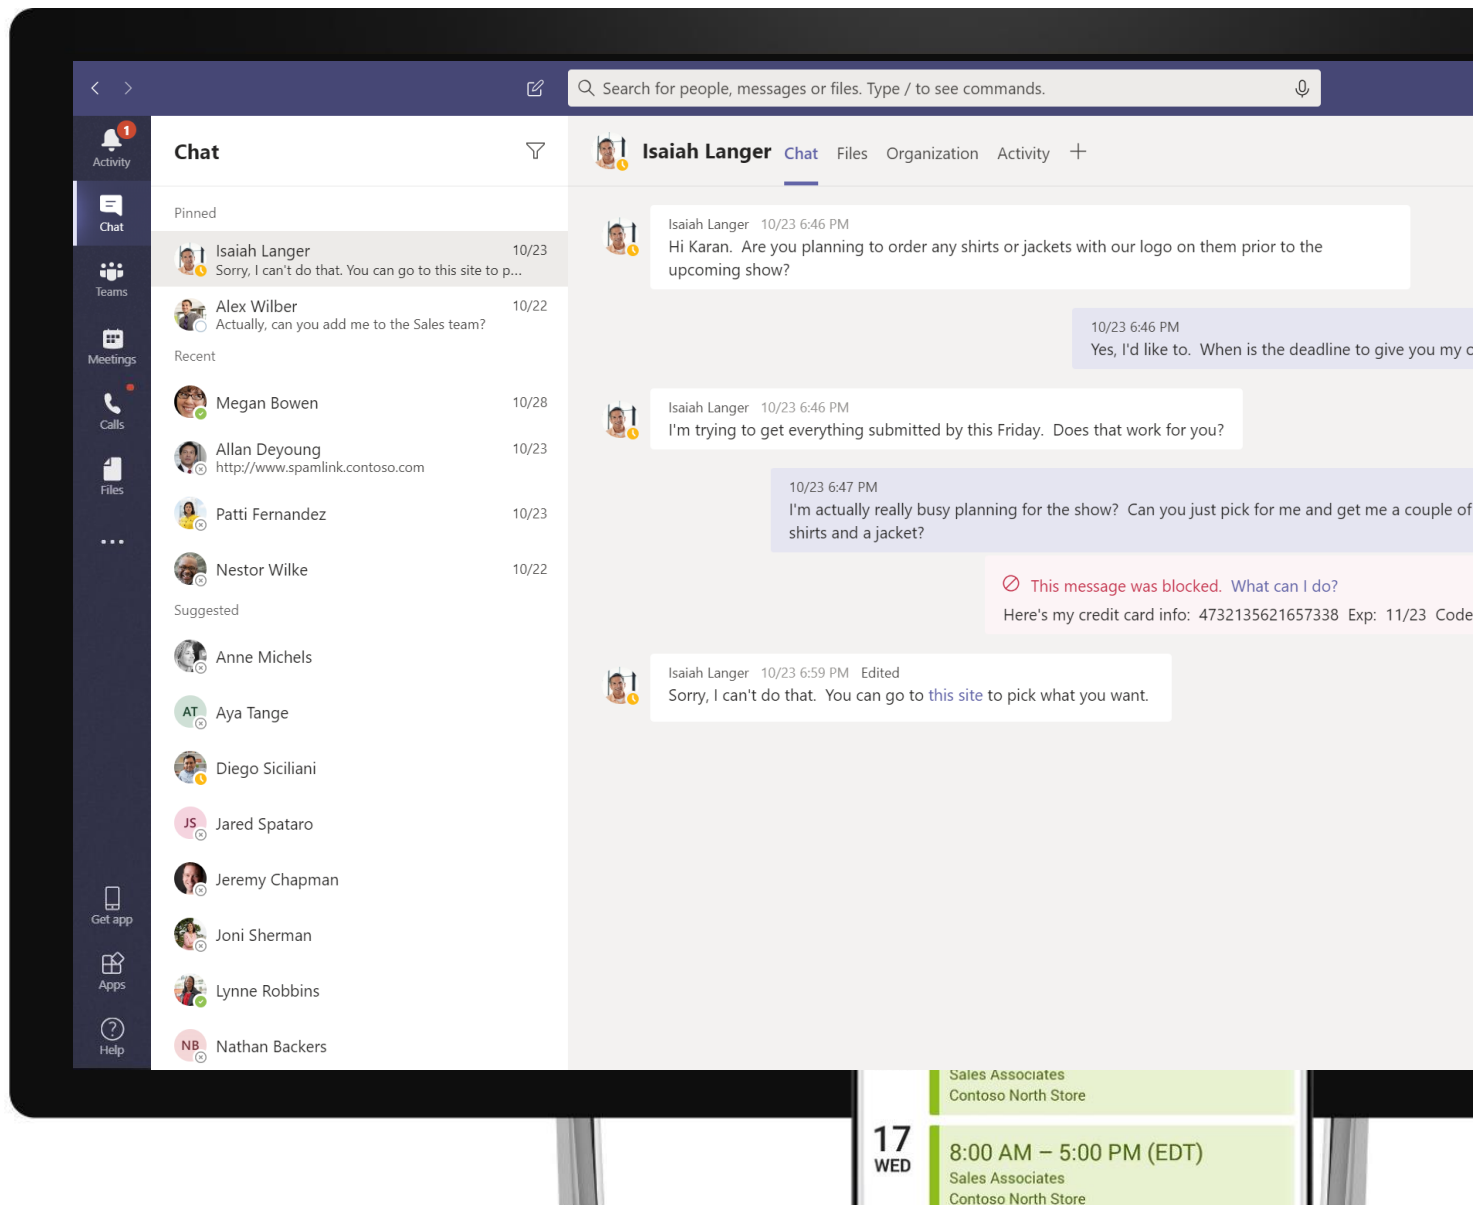 Search for people, messages or files. Type / to see commands.
1
Activity
Chat
Teams
Meetings
Calls
Files
Get app
Apps
Help
Chat
Pinned
Isaiah Langer 10/23
Sorry, I can't do that. You can go to this site to p...
Alex Wilber 10/22
Actually, can you add me to the Sales team?
Recent
Megan Bowen 10/28
Allan Deyoung 10/23
http://www.spamlink.contoso.com
Patti Fernandez 10/23
Nestor Wilke 10/22
Suggested
Anne Michels
AT Aya Tange
Diego Siciliani
JS Jared Spataro
Jeremy Chapman
Joni Sherman
Lynne Robbins
NB Nathan Backers
Isaiah Langer Chat Files Organization Activity
Isaiah Langer 10/23 6:46 PM
Hi Karan. Are you planning to order any shirts or jackets with our logo on them prior to the
upcoming show?
10/23 6:46 PM
Yes, I'd like to. When is the deadline to give you my
Isaiah Langer 10/23 6:46 PM
I'm trying to get everything submitted by this Friday. Does that work for you?
10/23 6:47 PM
I'm actually really busy planning for the show? Can you just pick for me and get me a couple of
shirts and a jacket?
This message was blocked. What can I do?
Here's my credit card info: 4732135621657338 Exp: 11/23 Code
Isaiah Langer 10/23 6:59 PM Edited
Sorry, I can't do that. You can go to this site to pick what you want.
Sales Associates
Contoso North Store
17
WED
8:00 AM – 5:00 PM (EDT)
Sales Associates
Contoso North Store